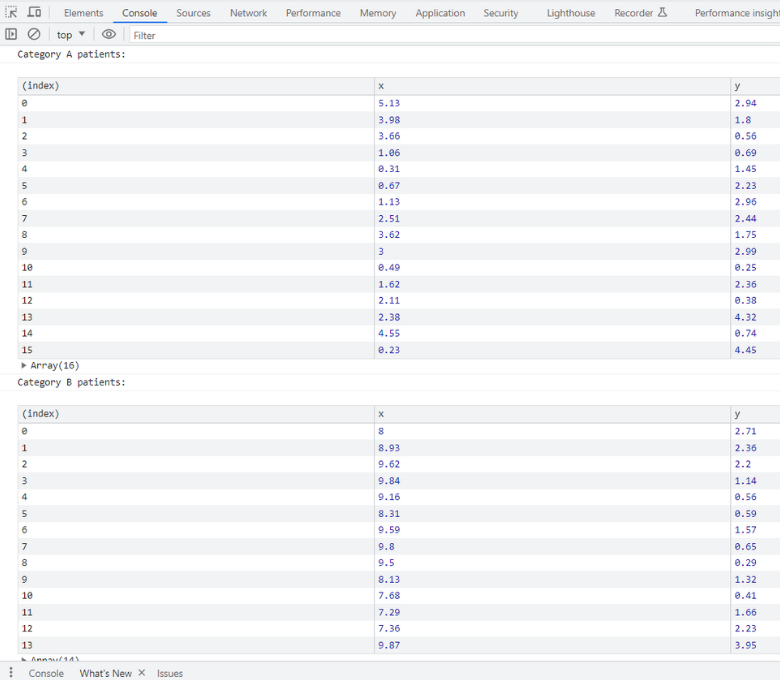 Elements Console Sources Network Performance Memory Application Security Lighthouse Recorder Performance insight
top Filter
Category A patients:
(index) x y
0 5.13 2.94
1 3.98 1.8
2 3.66 0.56
3 1.06 0.69
4 0.31 1.45
5 0.67 2.23
6 1.13 2.96
7 2.51 2.44
8 3.62 1.75
9 3 2.99
10 0.49 0.25
11 1.62 2.36
12 2.11 0.38
13 2.38 4.32
14 4.55 0.74
15 0.23 4.45
Array(16)
Category B patients:
(index) x y
0 8 2.71
1 8.93 2.36
2 9.62 2.2
3 9.84 1.14
4 9.16 0.56
5 8.31 0.59
6 9.59 1.57
7 9.8 0.65
8 9.5 0.29
9 8.13 1.32
10 7.68 0.41
11 7.29 1.66
12 7.36 2.23
13 9.87 3.95
Array(14)
Console What's New Issues